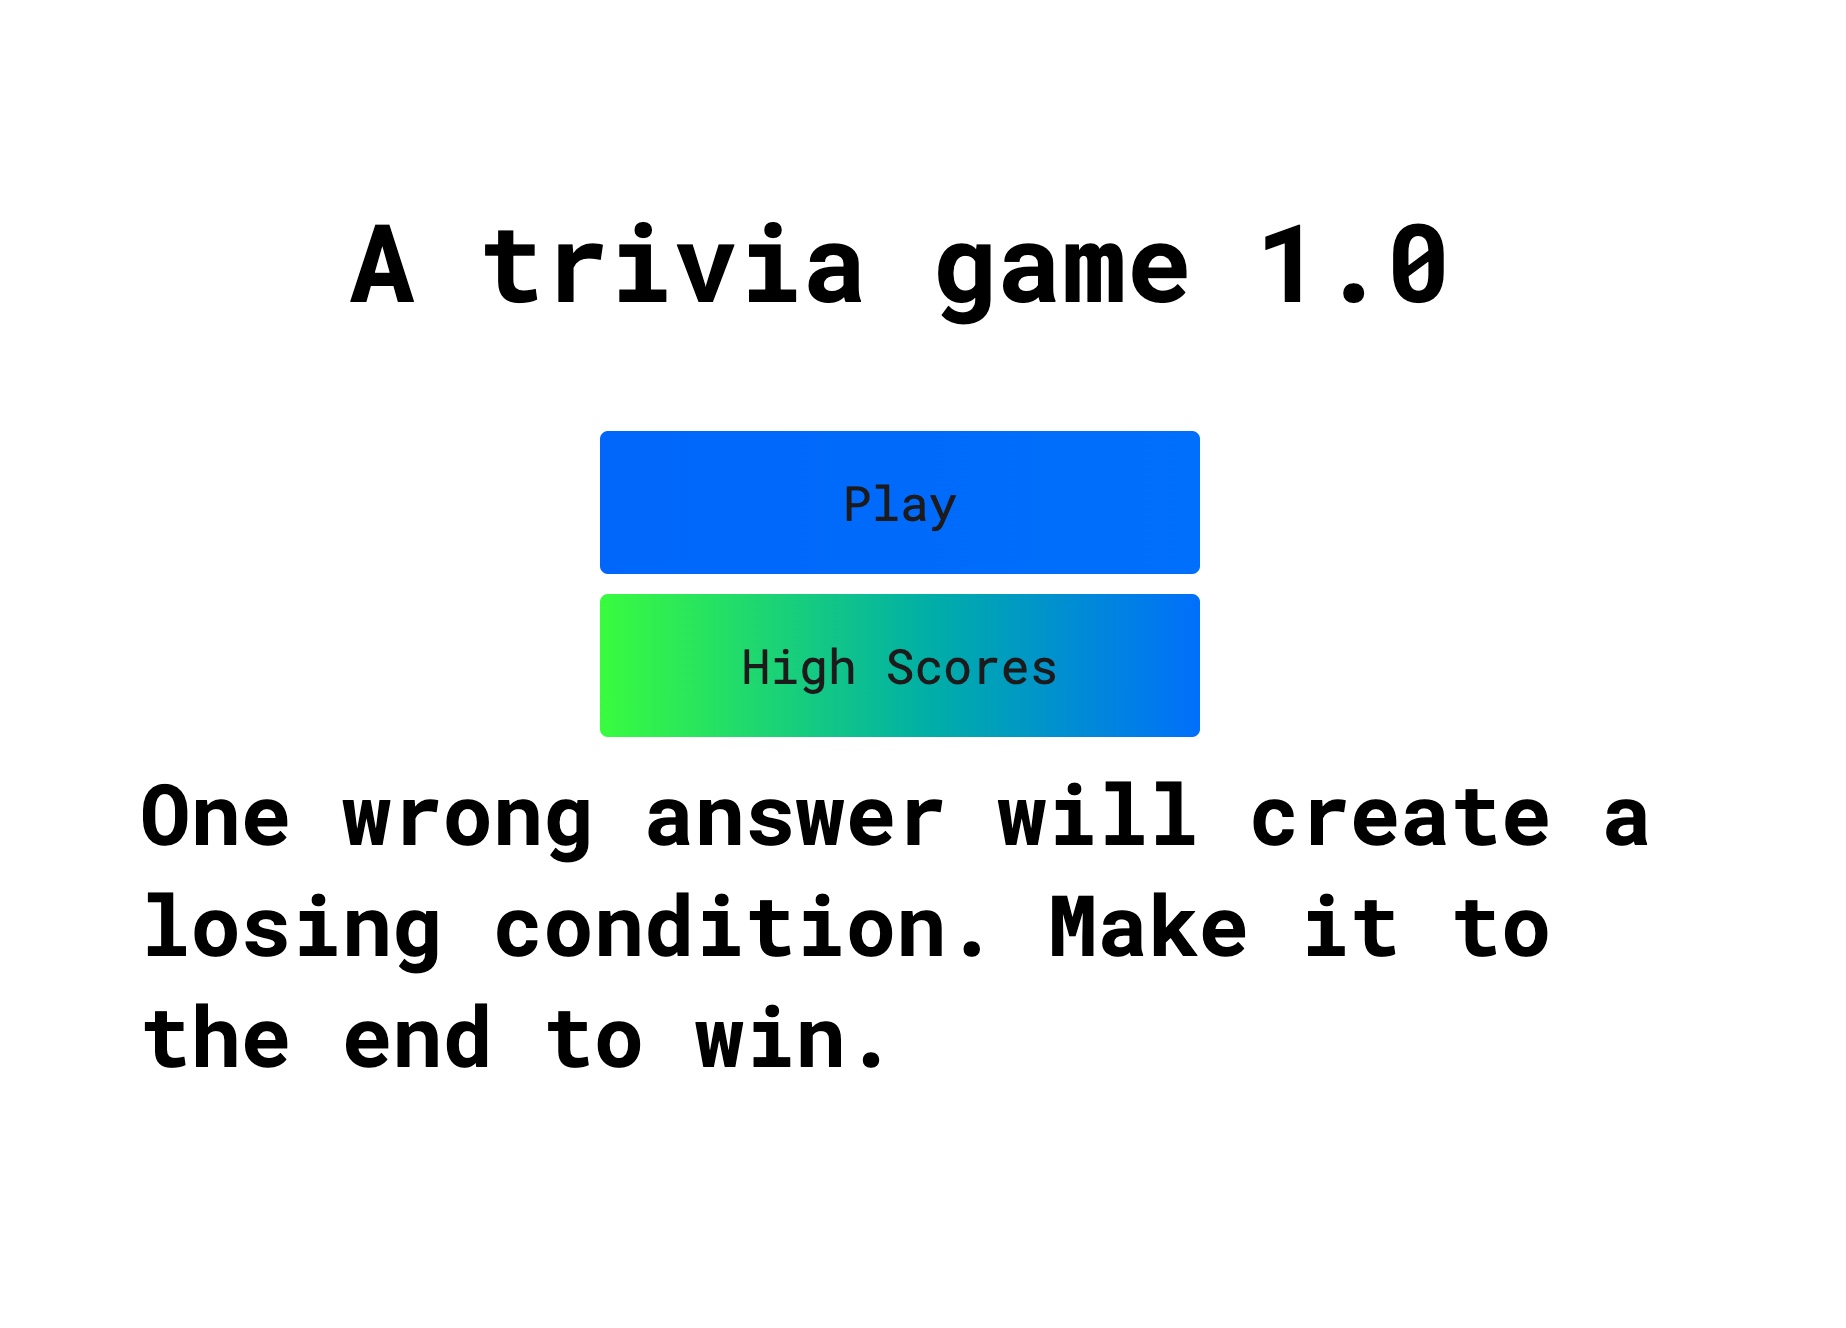 A trivia game 1.0
Play
High Scores
One wrong answer will create a
losing condition. Make it to
the end to win.